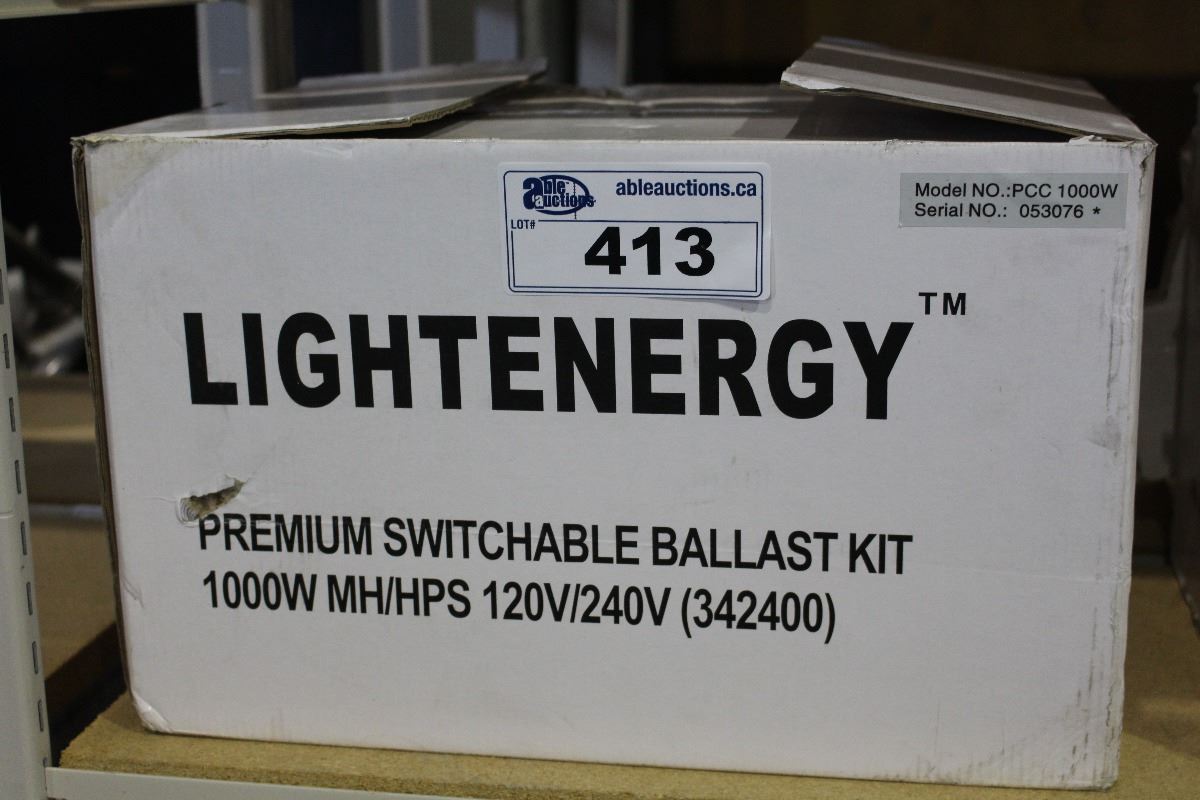 able auctions™
ableauctions.ca
LOT#
413
Model NO.:PCC 1000W
Serial NO.: 053076 *
LIGHTENERGY™
PREMIUM SWITCHABLE BALLAST KIT
1000W MH/HPS 120V/240V (342400)